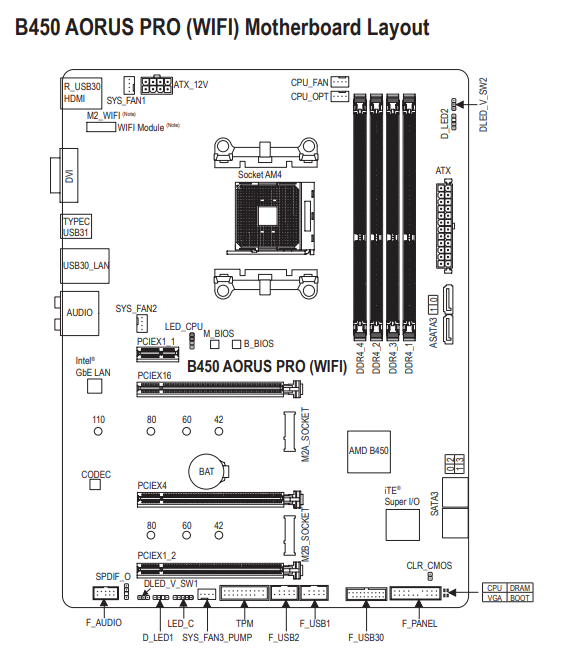 B450 AORUS PRO (WIFI) Motherboard Layout
R_USB30
HDMI
SYS_FAN1
ATX_12V
CPU_FAN
CPU_OPT
M2_WIFI (Note)
WIFI Module (Note)
D_LED2
DLED_V_SW2
DVI
Socket AM4
ATX
TYPEC
USB31
USB30_LAN
AUDIO
SYS_FAN2
LED_CPU
M_BIOS
B_BIOS
1 0
ASATA3
PCIEX1_1
DDR4_4
DDR4_2
DDR4_3
DDR4_1
B450 AORUS PRO (WIFI)
Intel®
GbE LAN
PCIEX16
110
80
60
42
M2A_SOCKET
AMD B450
BAT
CODEC
0 2
1 3
SATA3
PCIEX4
iTE®
Super I/O
80
60
42
M2B_SOCKET
PCIEX1_2
CLR_CMOS
SPDIF_O
DLED_V_SW1
CPU DRAM
VGA BOOT
F_AUDIO
D_LED1
LED_C
SYS_FAN3_PUMP
TPM
F_USB2
F_USB1
F_USB30
F_PANEL